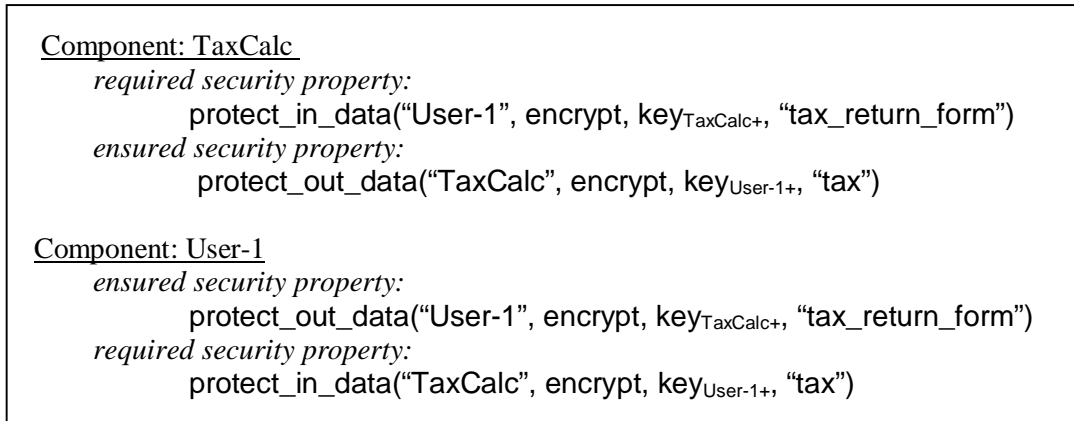 Component: TaxCalc
required security property:
protect_in_data(“User-1”, encrypt, keyTaxCalc+, “tax_return_form”)
ensured security property:
protect_out_data(“TaxCalc”, encrypt, keyUser-1+, “tax”)
Component: User-1
ensured security property:
protect_out_data(“User-1”, encrypt, keyTaxCalc+, “tax_return_form”)
required security property:
protect_in_data(“TaxCalc”, encrypt, keyUser-1+, “tax”)